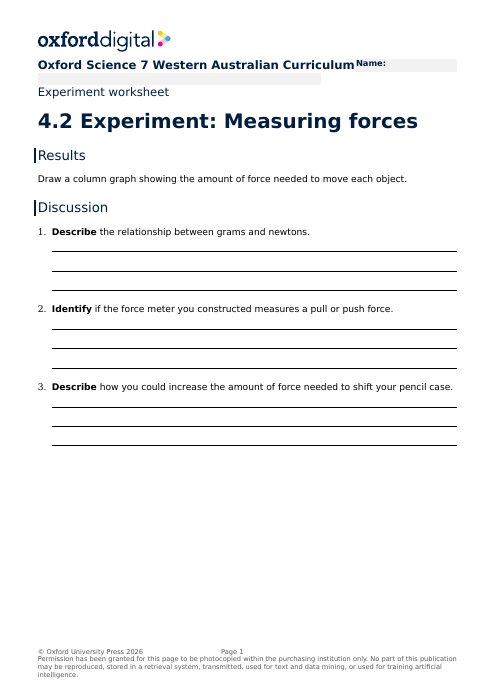 oxforddigital
Oxford Science 7 Western Australian Curriculum Name:
Experiment worksheet
4.2 Experiment: Measuring forces
Results
Draw a column graph showing the amount of force needed to move each object.
Discussion
1. Describe the relationship between grams and newtons.
2. Identify if the force meter you constructed measures a pull or push force.
3. Describe how you could increase the amount of force needed to shift your pencil case.
© Oxford University Press 2026 Page 1
Permission has been granted for this page to be photocopied within the purchasing institution only. No part of this publication
may be reproduced, stored in a retrieval system, transmitted, used for text and data mining, or used for training artificial
intelligence.